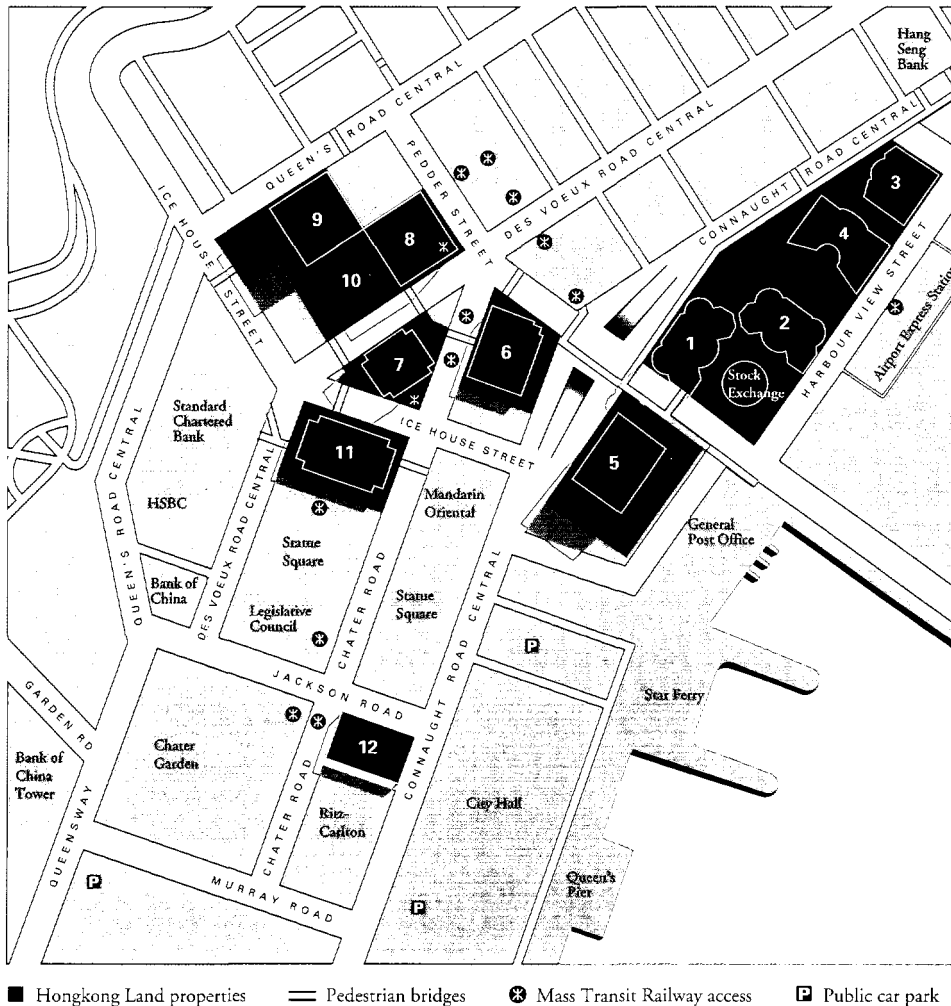 Hang
Seng
Bank
QUEEN'S ROAD CENTRAL
PEDDER STREET
DES VOEUX ROAD CENTRAL
CONNAUGHT ROAD CENTRAL
ICE HOUSE STREET
3
9
8
4
10
HARBOUR VIEW STREET
Airport Express Station
1
2
6
7
Stock
Exchange
Standard
Chartered
Bank
ICE HOUSE STREET
11
5
QUEEN'S ROAD CENTRAL
HSBC
DES VOEUX ROAD CENTRAL
Mandarin
Oriental
General
Post Office
Statue
Square
CHATER ROAD
Bank of
China
Statue
Square
CONNAUGHT ROAD CENTRAL
Legislative
Council
P
JACKSON ROAD
Star Ferry
GARDEN RD
Bank of
China
Tower
Chater
Garden
12
CHATER ROAD
Ritz-
Carlton
City Hall
QUEENSWAY
P
MURRAY ROAD
P
Queen's
Pier
Hongkong Land properties
Pedestrian bridges
Mass Transit Railway access
P Public car park